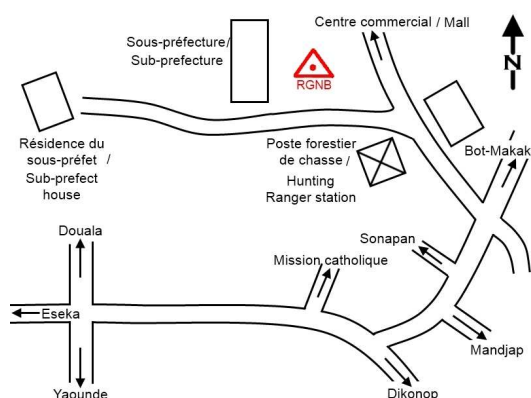 Centre commercial / Mall
Sous-préfecture/
Sub-prefecture
N
RGNB
Résidence du
sous-préfet /
Sub-prefect
house
Poste forestier
de chasse /
Hunting
Ranger station
Bot-Makak
Douala
Sonapan
Mission catholique
Eseka
Mandjap
Yaounde
Dikonop